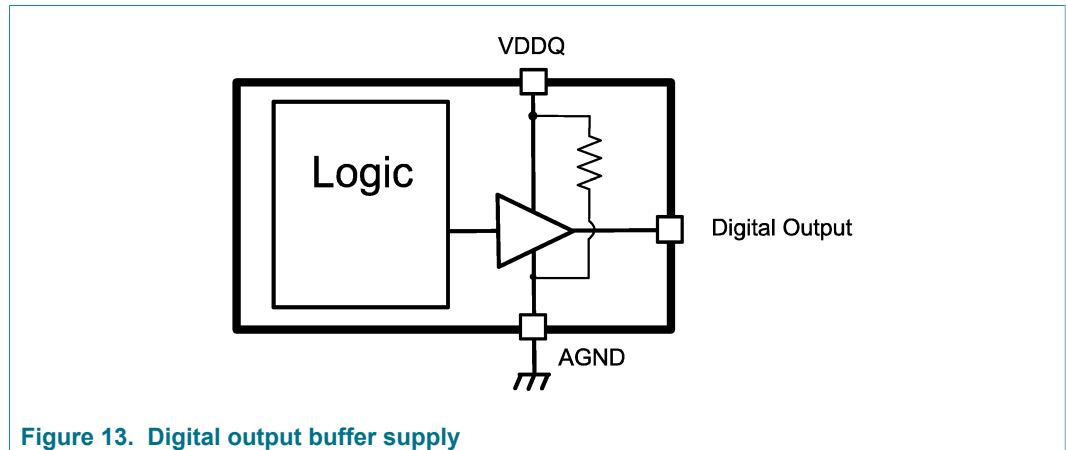 VDDQ
Logic
Digital Output
AGND
Figure 13. Digital output buffer supply